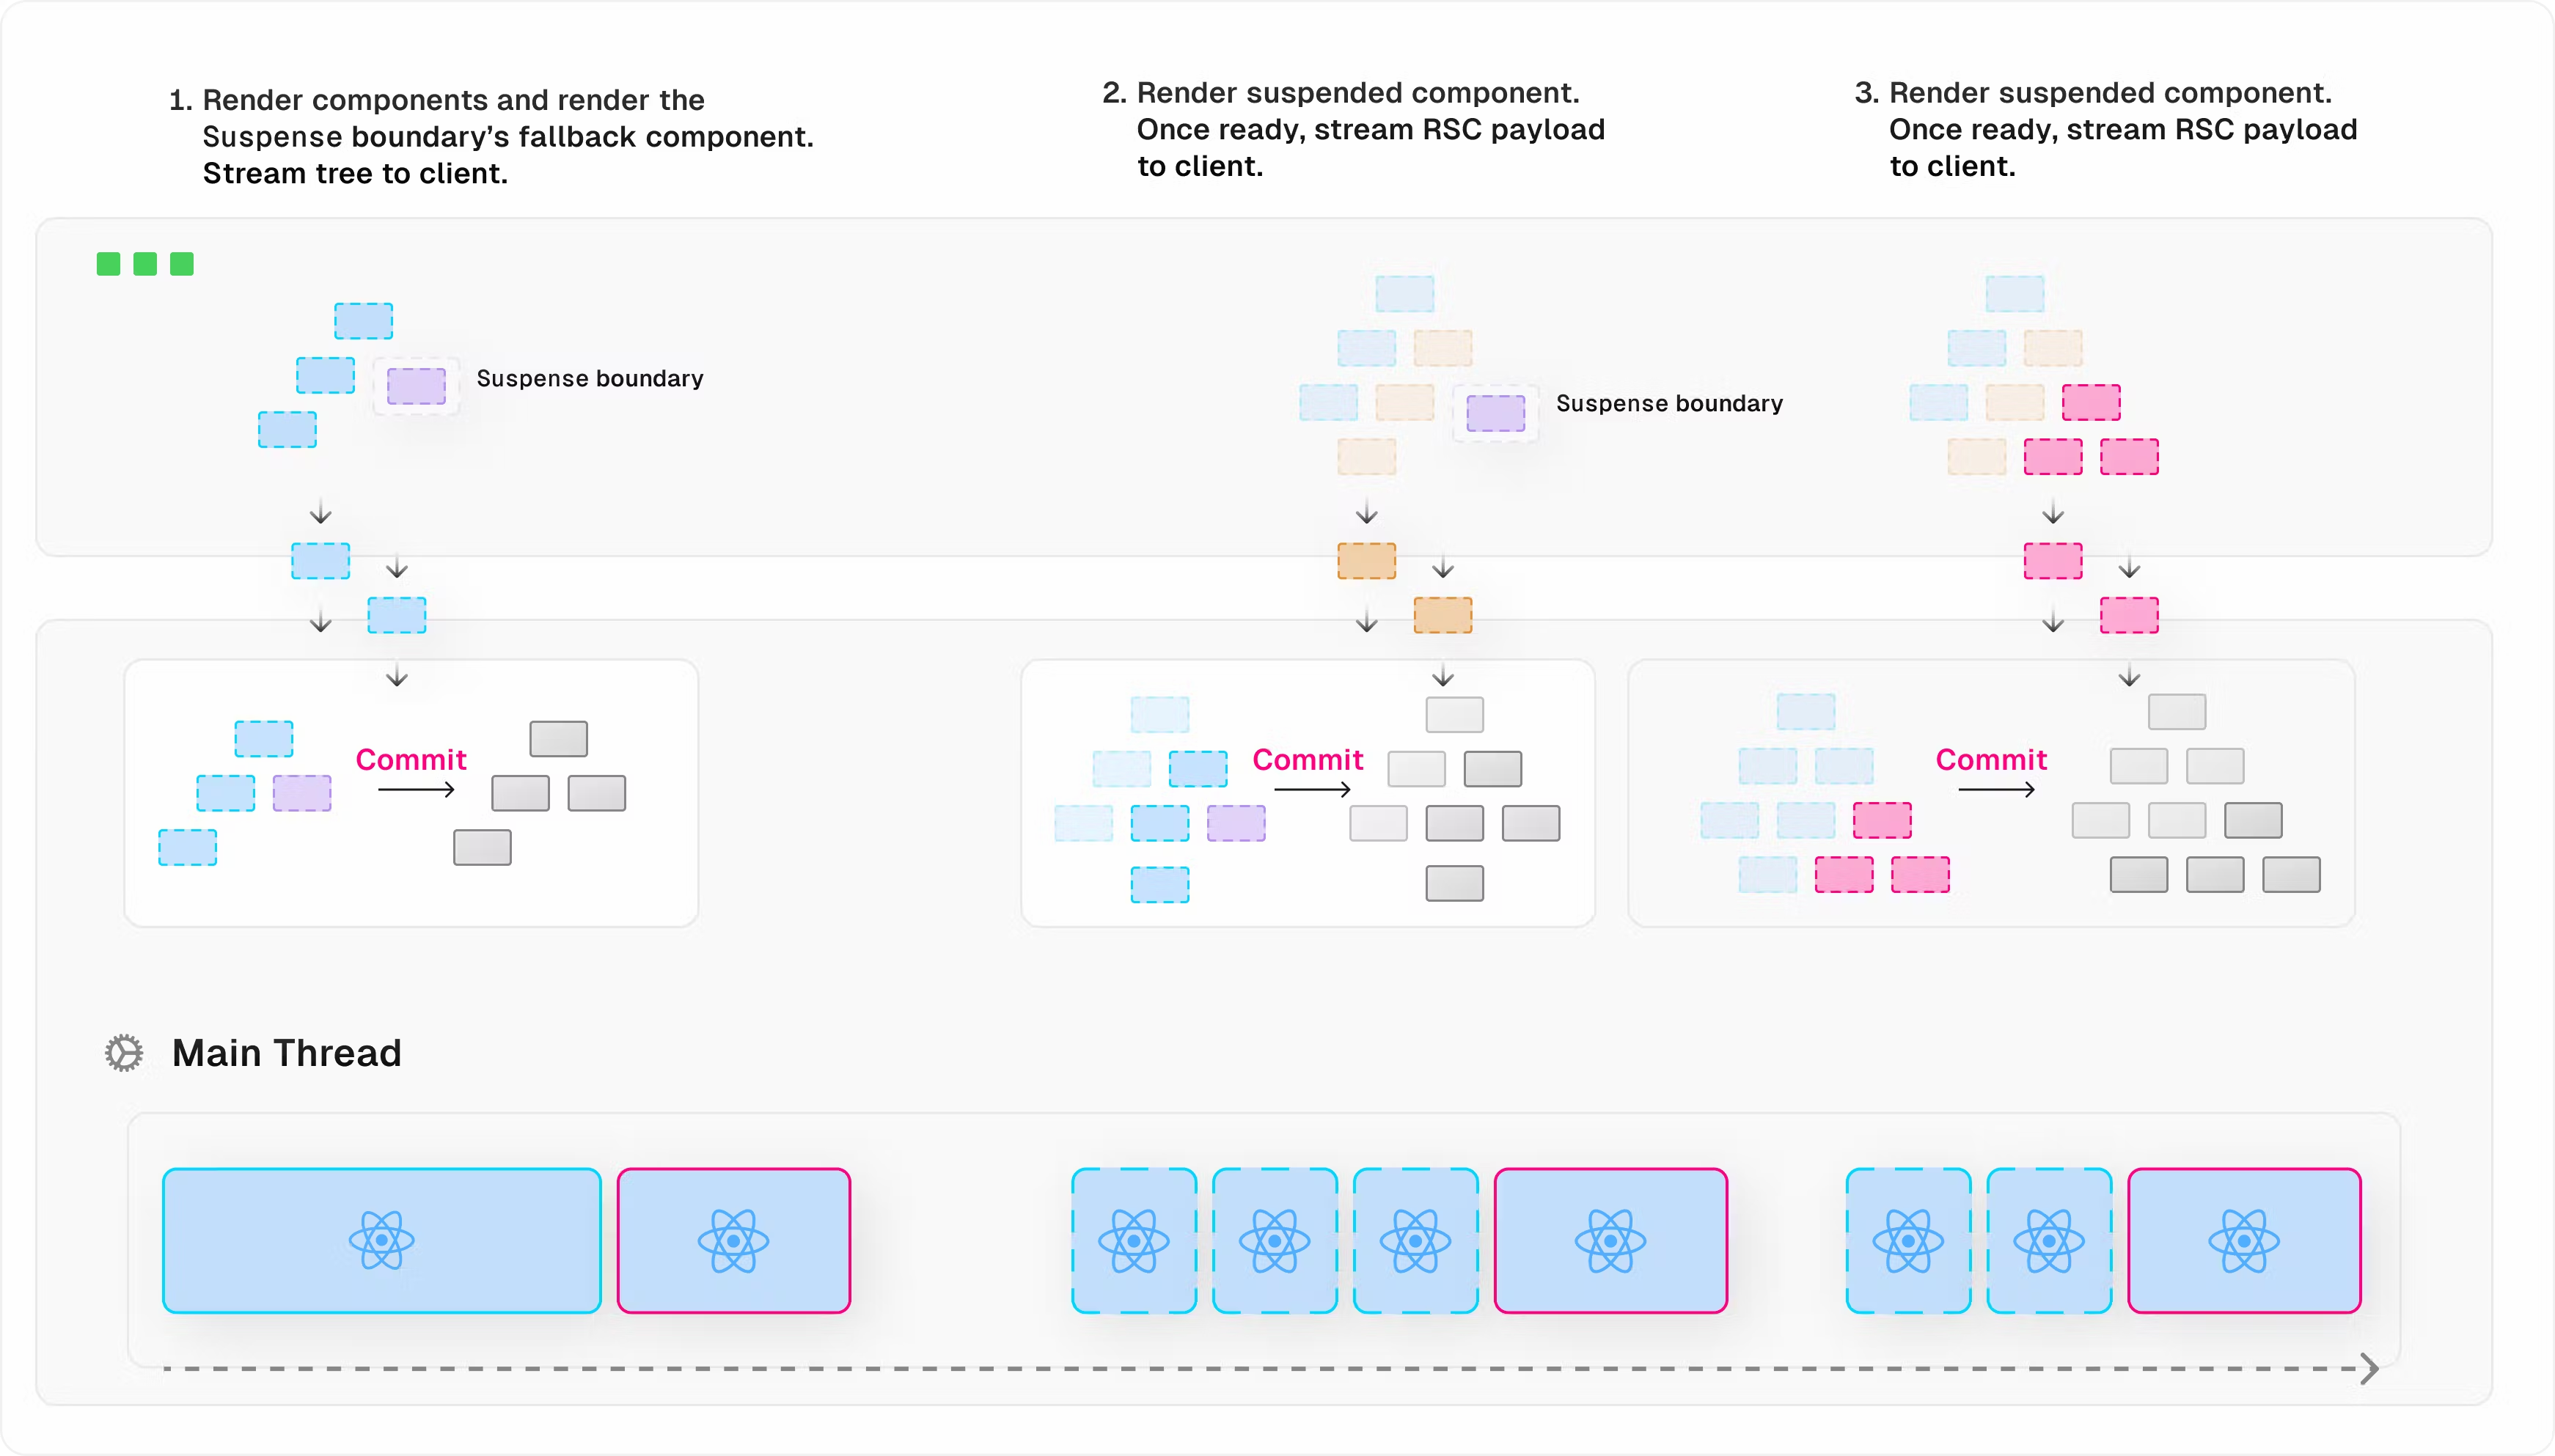 1. Render components and render the
Suspense boundary’s fallback component.
Stream tree to client.
2. Render suspended component.
Once ready, stream RSC payload
to client.
3. Render suspended component.
Once ready, stream RSC payload
to client.
Suspense boundary
Suspense boundary
Commit
Commit
Commit
Main Thread